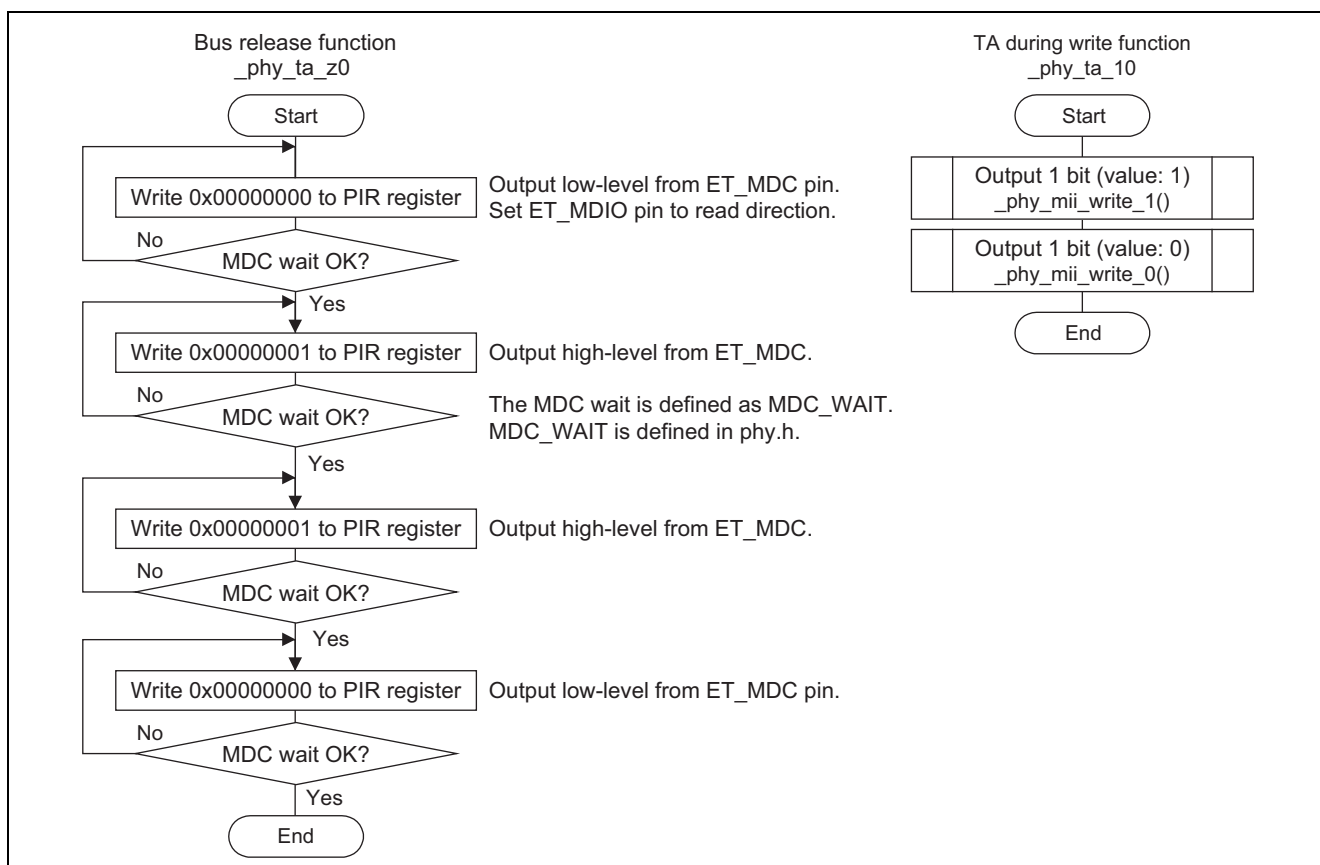 Bus release function
_phy_ta_z0
Start
Write 0x00000000 to PIR register
Output low-level from ET_MDC pin.
Set ET_MDIO pin to read direction.
No
MDC wait OK?
Yes
Write 0x00000001 to PIR register
Output high-level from ET_MDC.
No
MDC wait OK?
The MDC wait is defined as MDC_WAIT.
MDC_WAIT is defined in phy.h.
Yes
Write 0x00000001 to PIR register
Output high-level from ET_MDC.
No
MDC wait OK?
Yes
Write 0x00000000 to PIR register
Output low-level from ET_MDC pin.
No
MDC wait OK?
Yes
End
TA during write function
_phy_ta_10
Start
Output 1 bit (value: 1)
_phy_mii_write_1()
Output 1 bit (value: 0)
_phy_mii_write_0()
End